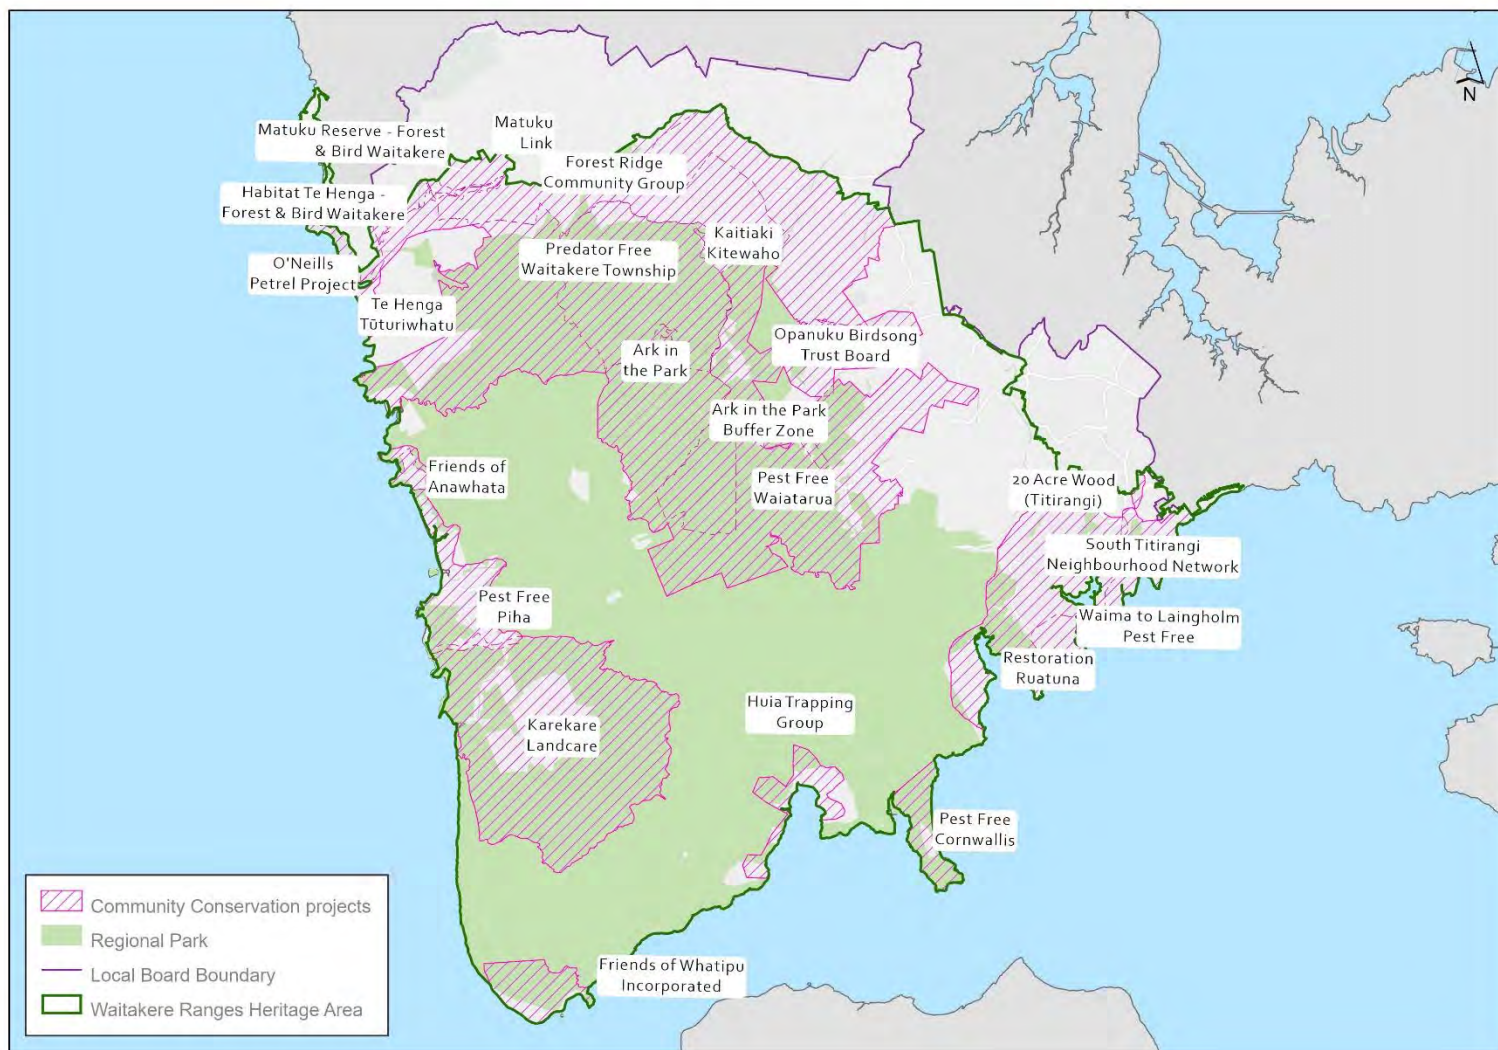 N
Matuku Reserve - Forest
& Bird Waitakere
Matuku
Link
Forest Ridge
Community Group
Habitat Te Henga -
Forest & Bird Waitakere
Kaitiaki
Kitewaho
Predator Free
Waitakere Township
O'Neills
Petrel Project
Te Henga
Tūturiwhatu
Opanuku Birdsong
Trust Board
Ark in
the Park
Ark in the Park
Buffer Zone
Friends of
Anawhata
Pest Free
Waiatarua
20 Acre Wood
(Titirangi)
South Titirangi
Neighbourhood Network
Pest Free
Piha
Waima to Laingholm
Pest Free
Restoration
Ruatuna
Huia Trapping
Group
Karekare
Landcare
Pest Free
Cornwallis
Friends of Whatipu
Incorporated
Community Conservation projects
Regional Park
Local Board Boundary
Waitakere Ranges Heritage Area